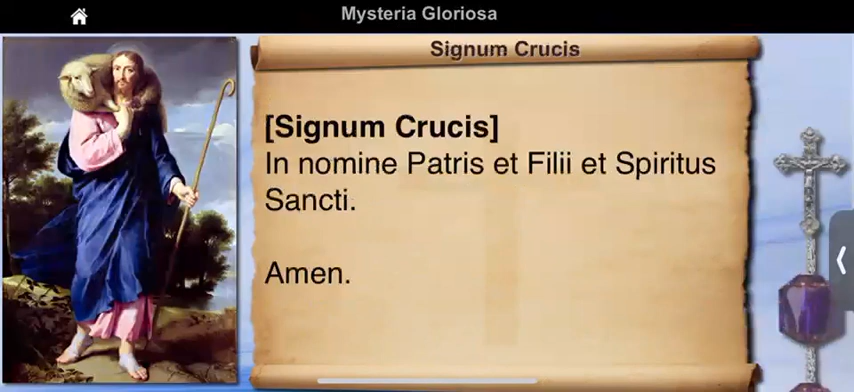 Mysteria Gloriosa
Signum Crucis
[Signum Crucis]
In nomine Patris et Filii et Spiritus
Sancti.
Amen.